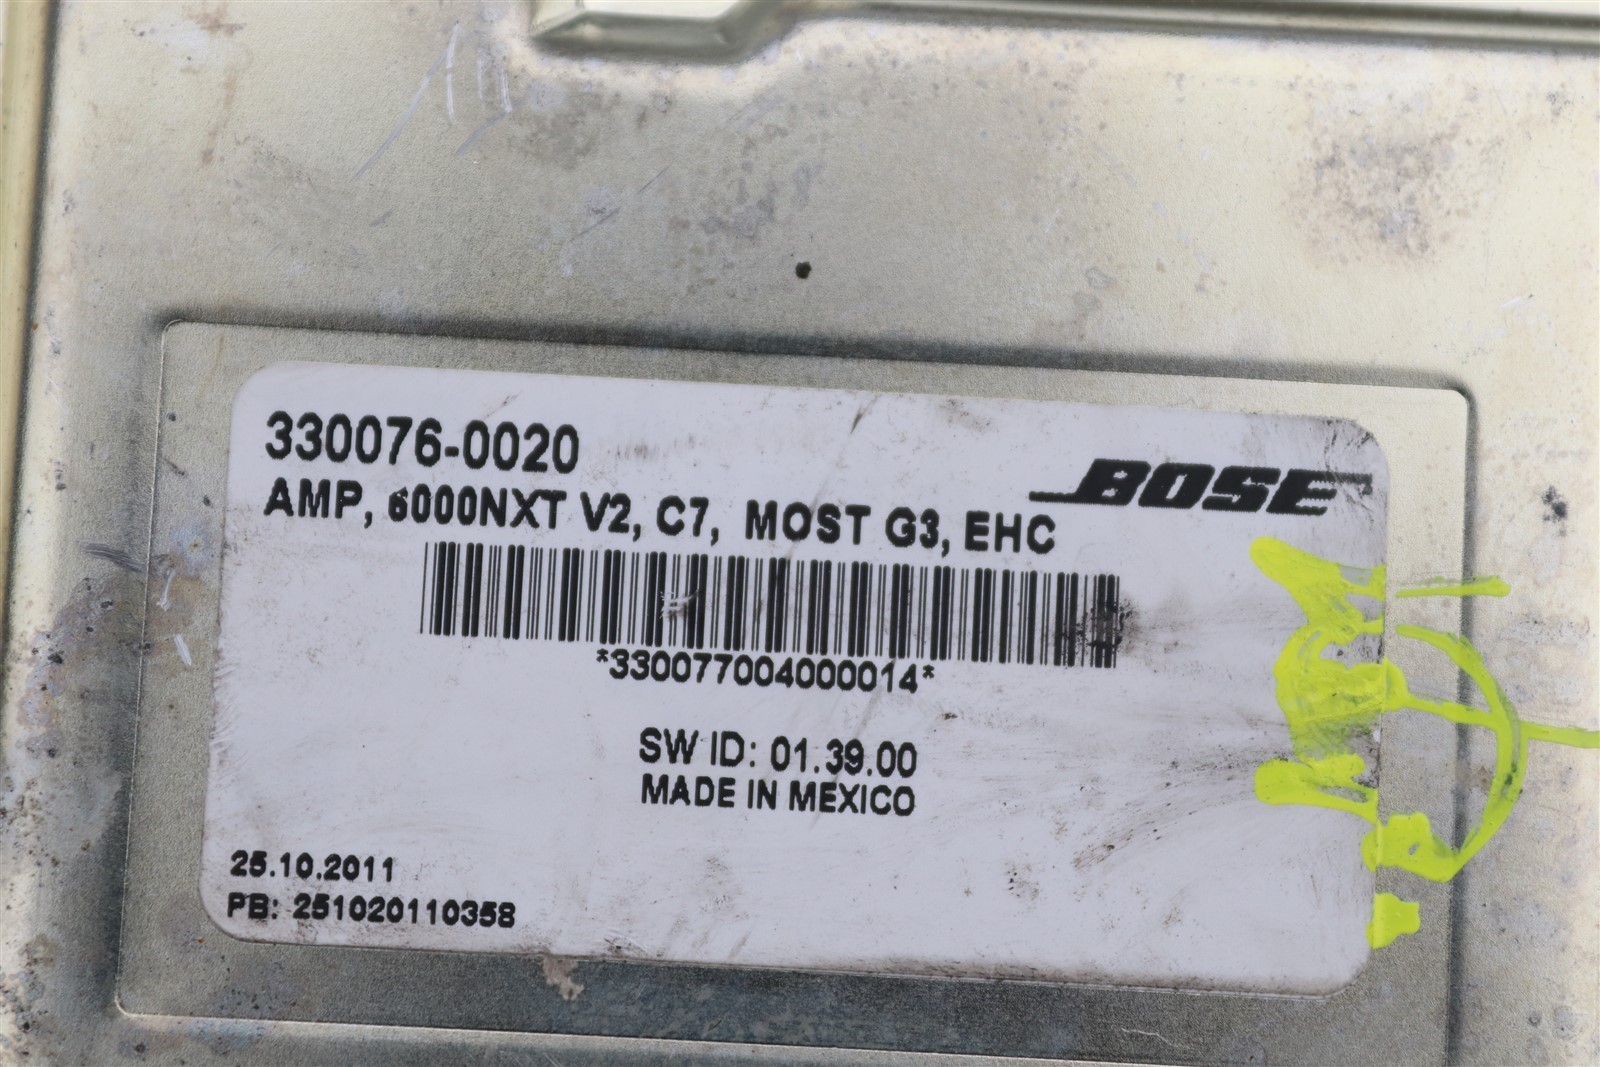 330076-0020
BOSE
AMP, 6000NXT V2, C7, MOST G3, EHC
*330077004000014*
SW ID: 01.39.00
MADE IN MEXICO
25.10.2011
PB: 251020110358